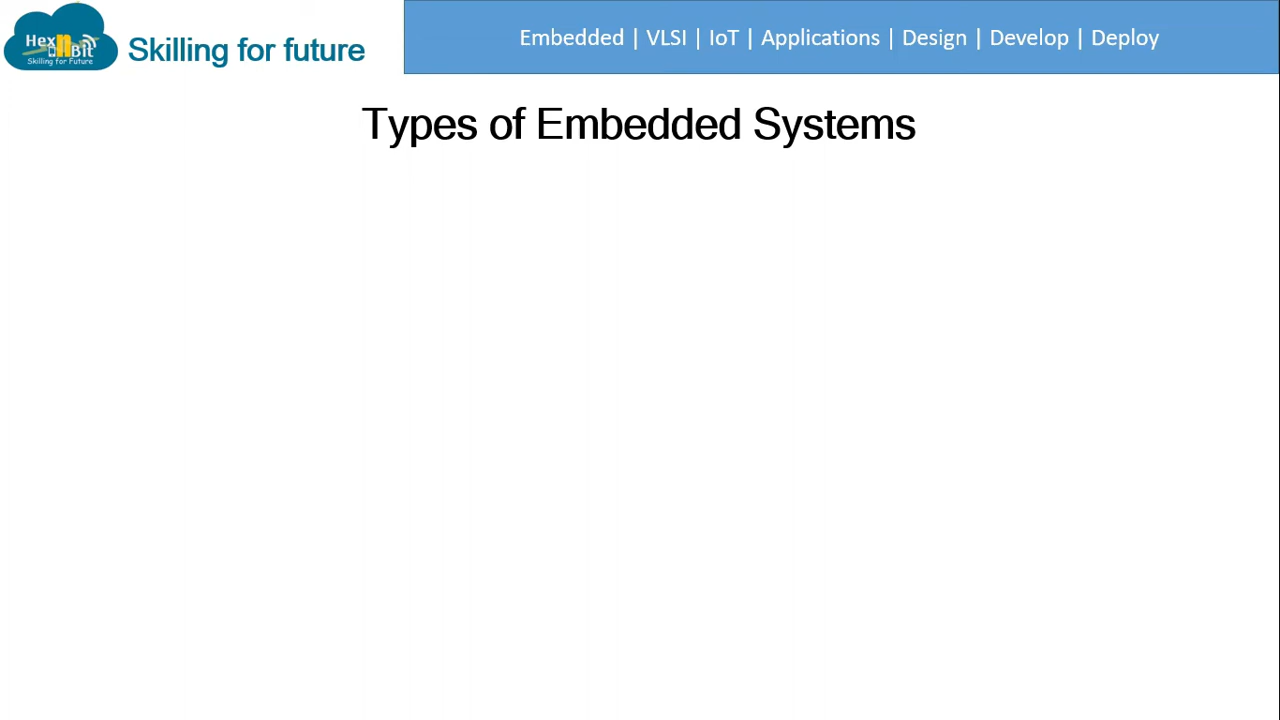 Hex n Bit
Skilling for Future
Skilling for future
Embedded | VLSI | IoT | Applications | Design | Develop | Deploy
Types of Embedded Systems